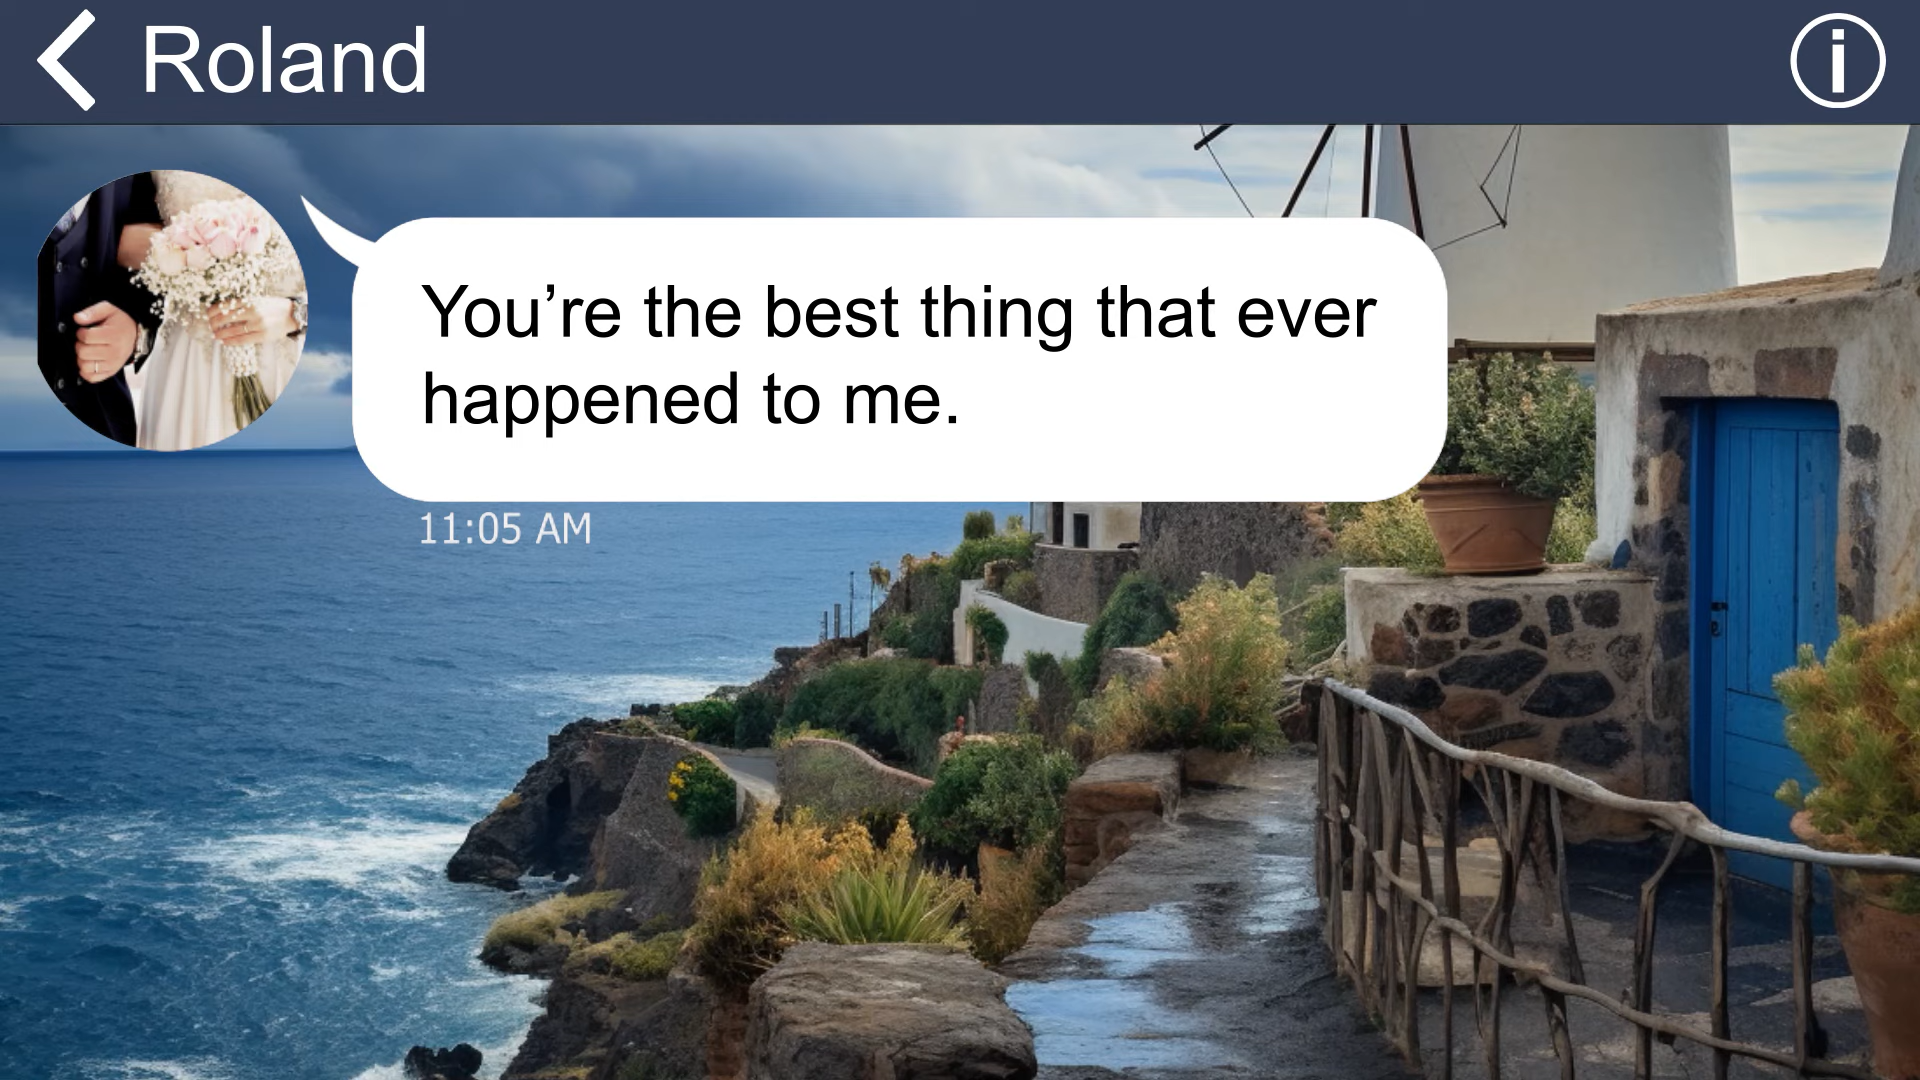 Roland
You’re the best thing that ever
happened to me.
11:05 AM